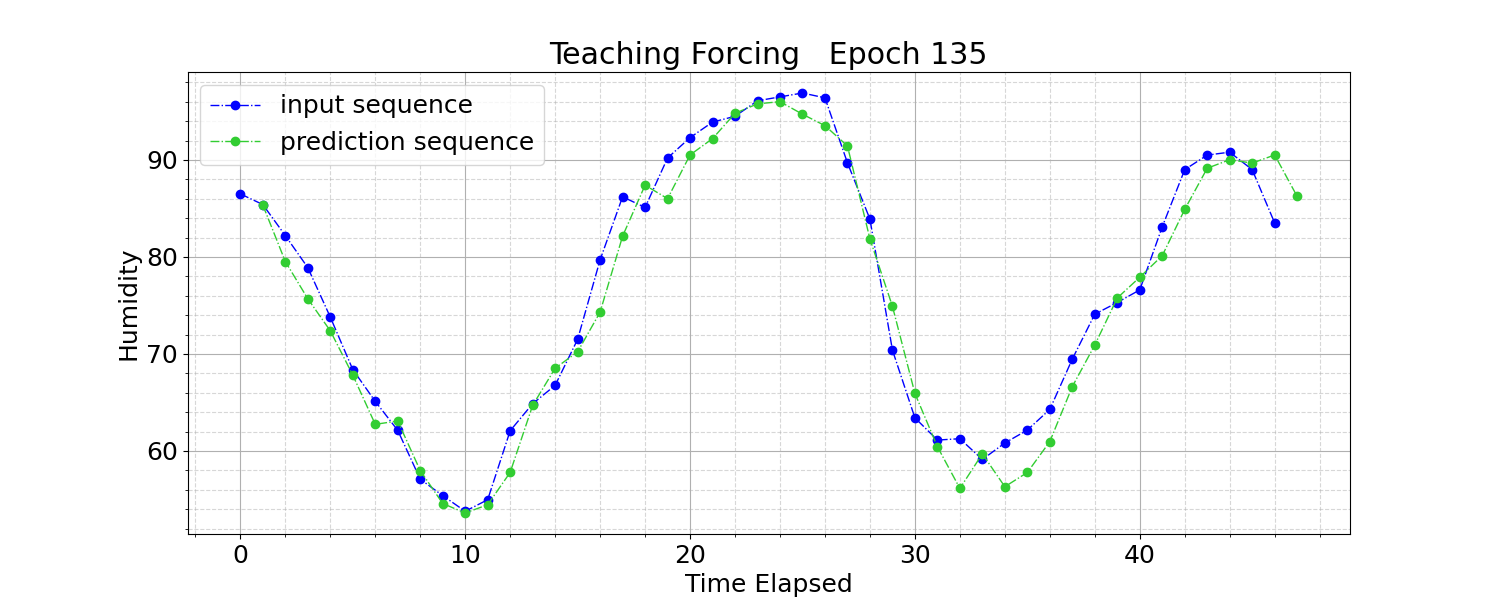 Teaching Forcing   Epoch 135
input sequence
prediction sequence
90
80
70
60
Humidity
0 10 20 30 40
Time Elapsed